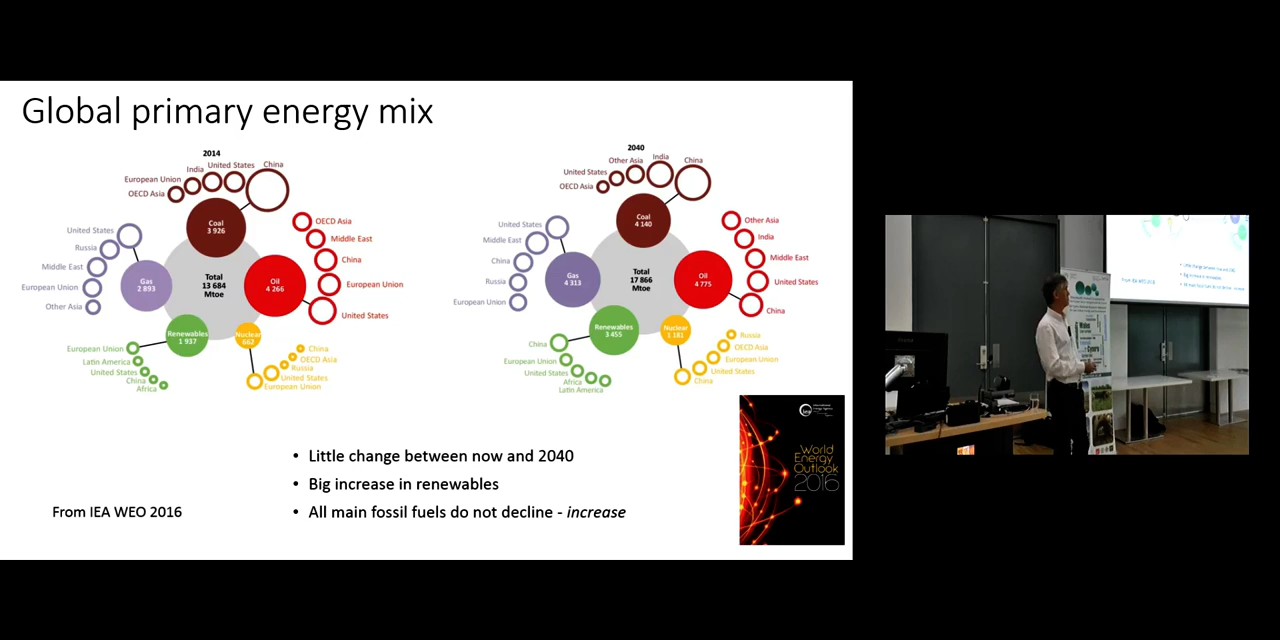 Global primary energy mix
2014
European Union
India
United States
China
OECD Asia
Coal
3 926
United States
Russia
Middle East
European Union
Other Asia
Gas
2 893
Total
13 684
Mtoe
Oil
4 266
OECD Asia
Middle East
China
European Union
United States
Renewables
1 937
Nuclear
662
European Union
Latin America
United States
China
Africa
China
OECD Asia
Russia
United States
European Union
2040
Other Asia
India
China
United States
OECD Asia
Coal
4 140
United States
Middle East
China
Russia
European Union
Gas
4 313
Total
17 866
Mtoe
Oil
4 775
Other Asia
India
Middle East
United States
China
Renewables
3 455
Nuclear
1 181
China
European Union
United States
Africa
Latin America
Russia
OECD Asia
European Union
United States
China
• Little change between now and 2040
• Big increase in renewables
• All main fossil fuels do not decline - increase
From IEA WEO 2016
iea
World
Energy
Outlook
2016